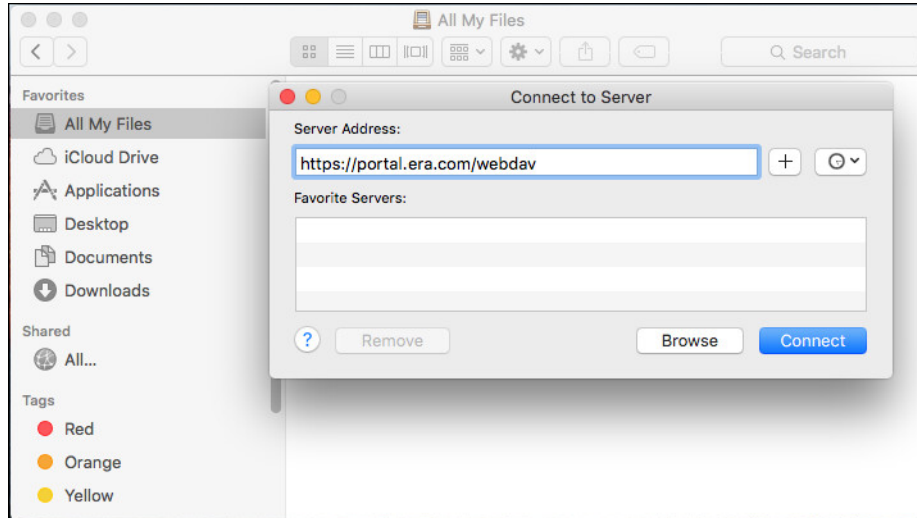 All My Files
Search
Favorites
All My Files
iCloud Drive
Applications
Desktop
Documents
Downloads
Shared
All...
Tags
Red
Orange
Yellow
Connect to Server
Server Address:
https://portal.era.com/webdav
Favorite Servers:
? Remove Browse Connect